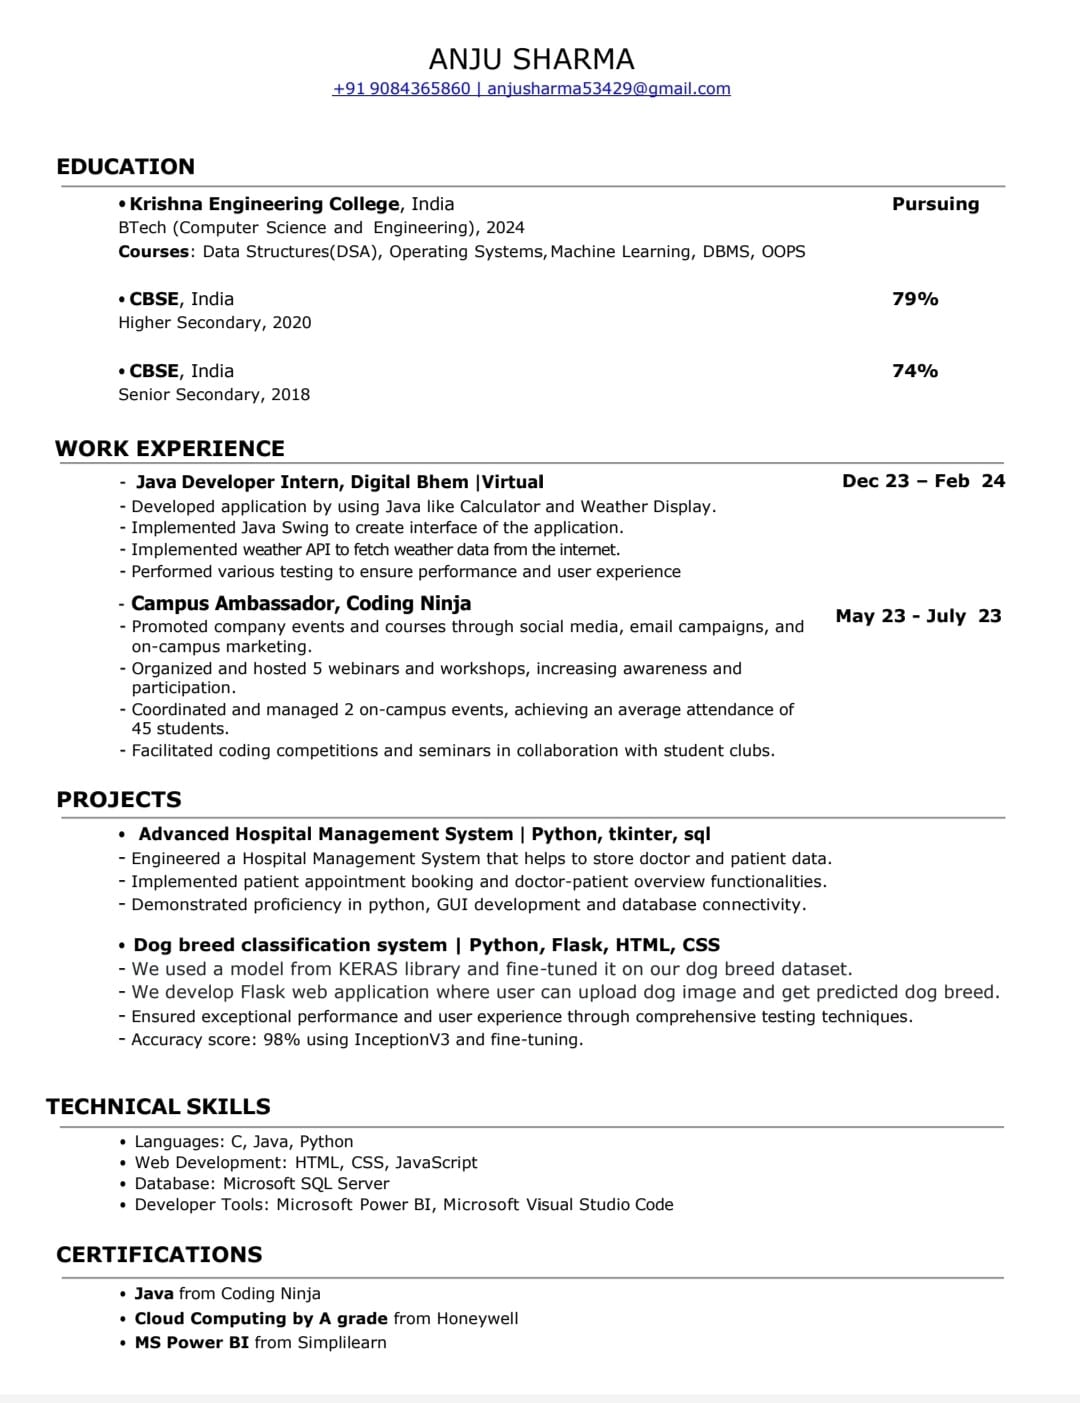 ANJU SHARMA
+91 9084365860 | anjusharma53429@gmail.com
EDUCATION
• Krishna Engineering College, India Pursuing
BTech (Computer Science and Engineering), 2024
Courses: Data Structures(DSA), Operating Systems, Machine Learning, DBMS, OOPS
• CBSE, India 79%
Higher Secondary, 2020
• CBSE, India 74%
Senior Secondary, 2018
WORK EXPERIENCE
- Java Developer Intern, Digital Bhem |Virtual Dec 23 – Feb 24
- Developed application by using Java like Calculator and Weather Display.
- Implemented Java Swing to create interface of the application.
- Implemented weather API to fetch weather data from the internet.
- Performed various testing to ensure performance and user experience
- Campus Ambassador, Coding Ninja May 23 - July 23
- Promoted company events and courses through social media, email campaigns, and
on-campus marketing.
- Organized and hosted 5 webinars and workshops, increasing awareness and
participation.
- Coordinated and managed 2 on-campus events, achieving an average attendance of
45 students.
- Facilitated coding competitions and seminars in collaboration with student clubs.
PROJECTS
• Advanced Hospital Management System | Python, tkinter, sql
- Engineered a Hospital Management System that helps to store doctor and patient data.
- Implemented patient appointment booking and doctor-patient overview functionalities.
- Demonstrated proficiency in python, GUI development and database connectivity.
• Dog breed classification system | Python, Flask, HTML, CSS
- We used a model from KERAS library and fine-tuned it on our dog breed dataset.
- We develop Flask web application where user can upload dog image and get predicted dog breed.
- Ensured exceptional performance and user experience through comprehensive testing techniques.
- Accuracy score: 98% using InceptionV3 and fine-tuning.
TECHNICAL SKILLS
• Languages: C, Java, Python
• Web Development: HTML, CSS, JavaScript
• Database: Microsoft SQL Server
• Developer Tools: Microsoft Power BI, Microsoft Visual Studio Code
CERTIFICATIONS
• Java from Coding Ninja
• Cloud Computing by A grade from Honeywell
• MS Power BI from Simplilearn